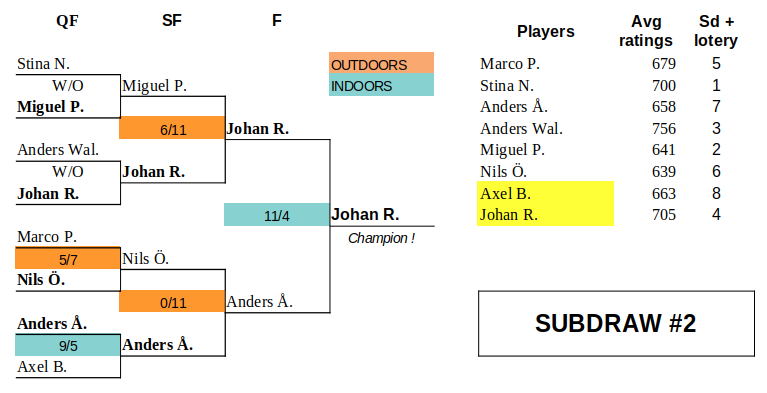 QF SF F
Stina N.
W/O
Miguel P.
Miguel P.
6/11
Johan R.
Anders Wal.
W/O
Johan R.
Johan R.
11/4
Johan R.
Champion !
Marco P.
5/7
Nils Ö.
Nils Ö.
0/11
Anders Å.
Anders Å.
9/5
Anders Å.
Axel B.
OUTDOORS
INDOORS
Players Avg ratings Sd + lotery
Marco P. 679 5
Stina N. 700 1
Anders Å. 658 7
Anders Wal. 756 3
Miguel P. 641 2
Nils Ö. 639 6
Axel B. 663 8
Johan R. 705 4
SUBDRAW #2